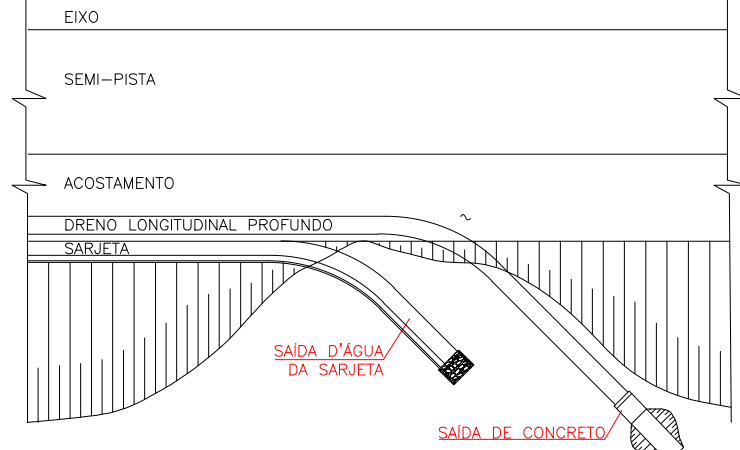 EIXO
SEMI-PISTA
ACOSTAMENTO
DRENO LONGITUDINAL PROFUNDO
SARJETA
SAÍDA D'ÁGUA
DA SARJETA
SAÍDA DE CONCRETO